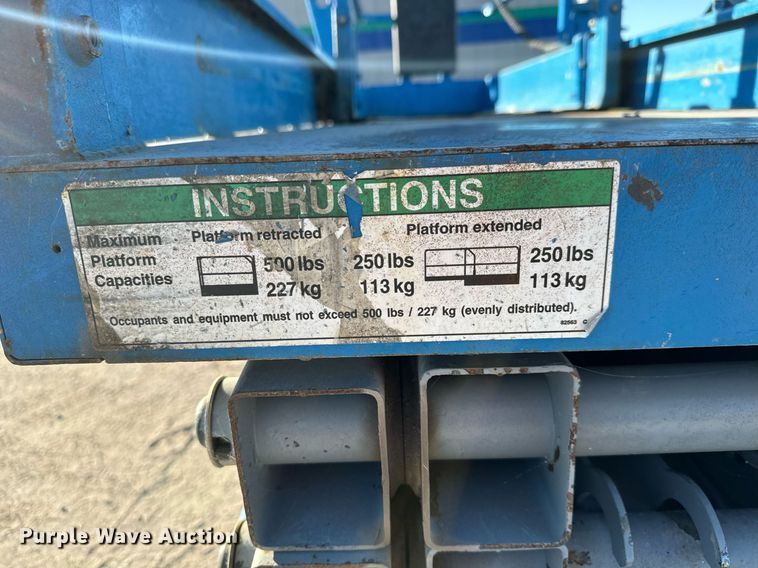 INSTRUCTIONS
Maximum Platform retracted Platform extended
Platform 500 lbs 250 lbs 250 lbs
Capacities 227 kg 113 kg 113 kg
Occupants and equipment must not exceed 500 lbs / 227 kg (evenly distributed).
82563 C
Purple Wave Auction